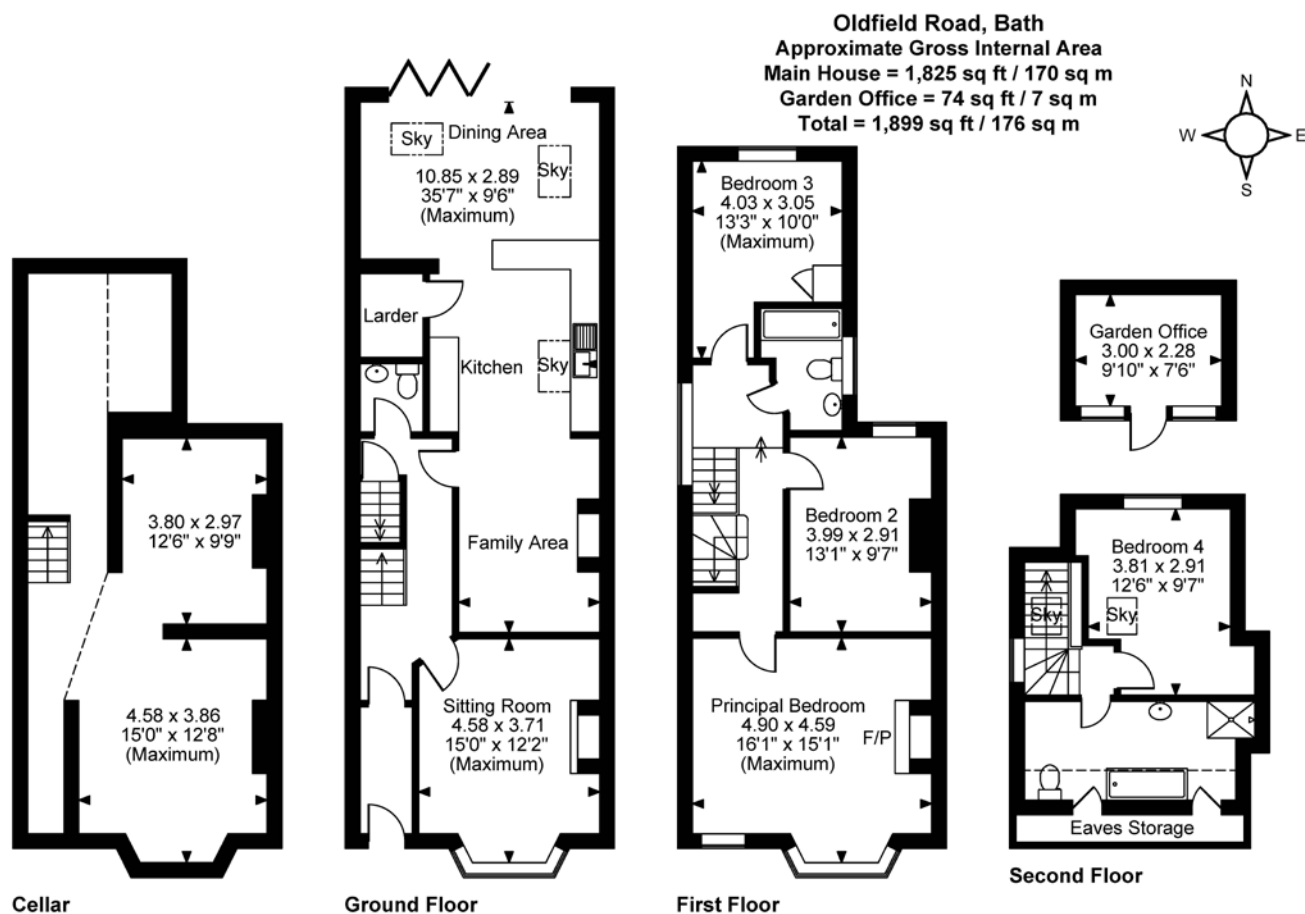 Oldfield Road, Bath
Approximate Gross Internal Area
Main House = 1,825 sq ft / 170 sq m
Garden Office = 74 sq ft / 7 sq m
Total = 1,899 sq ft / 176 sq m
N
W
E
S
3.80 x 2.97
12'6" x 9'9"
4.58 x 3.86
15'0" x 12'8"
(Maximum)
Cellar
Sky
Dining Area
Sky
10.85 x 2.89
35'7" x 9'6"
(Maximum)
Larder
Kitchen
Sky
Family Area
Sitting Room
4.58 x 3.71
15'0" x 12'2"
(Maximum)
Ground Floor
Bedroom 3
4.03 x 3.05
13'3" x 10'0"
(Maximum)
Bedroom 2
3.99 x 2.91
13'1" x 9'7"
Principal Bedroom
4.90 x 4.59
16'1" x 15'1"
(Maximum)
F/P
First Floor
Garden Office
3.00 x 2.28
9'10" x 7'6"
Bedroom 4
3.81 x 2.91
12'6" x 9'7"
Sky
Sky
Eaves Storage
Second Floor